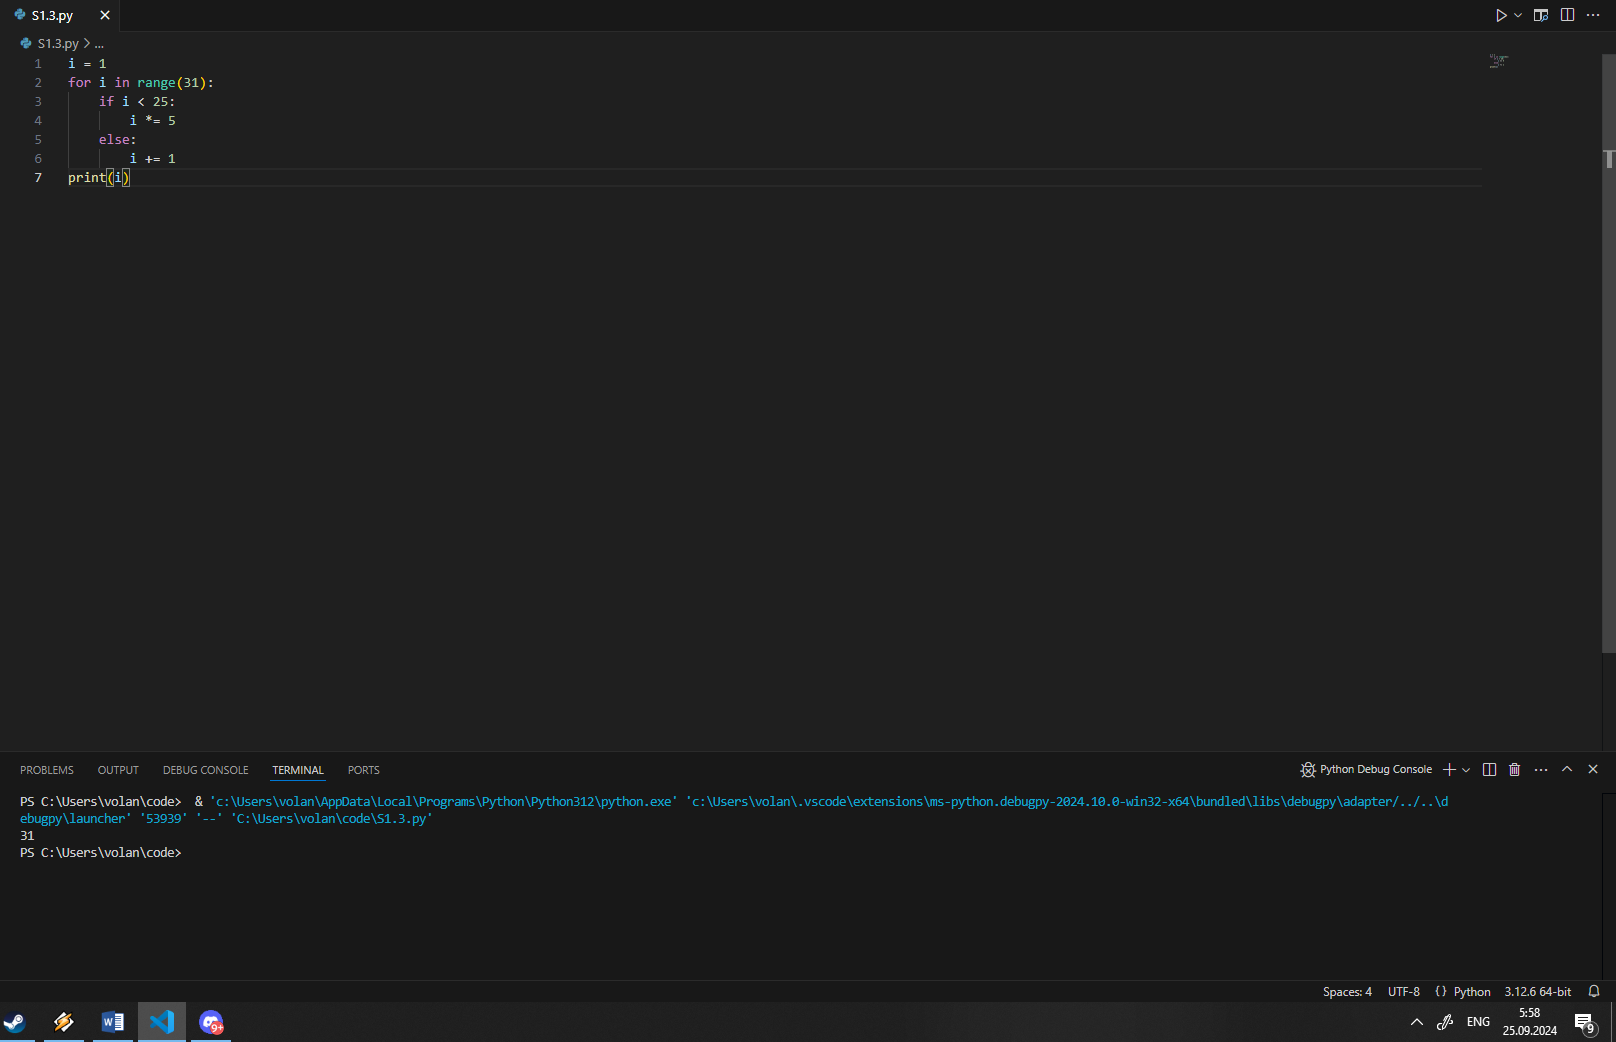 S1.3.py
S1.3.py > ...
1 i = 1
2 for i in range(31):
3     if i < 25:
4         i *= 5
5     else:
6         i += 1
7 print(i)
PROBLEMS OUTPUT DEBUG CONSOLE TERMINAL PORTS Python Debug Console
PS C:\Users\volan\code>  & 'c:\Users\volan\AppData\Local\Programs\Python\Python312\python.exe' 'c:\Users\volan\.vscode\extensions\ms-python.debugpy-2024.10.0-win32-x64\bundled\libs\debugpy\adapter/../..\d
ebugpy\launcher' '53939' '--' 'C:\Users\volan\code\S1.3.py'
31
PS C:\Users\volan\code>
Spaces: 4 UTF-8 {} Python 3.12.6 64-bit
9+ ENG 5:58
25.09.2024 9